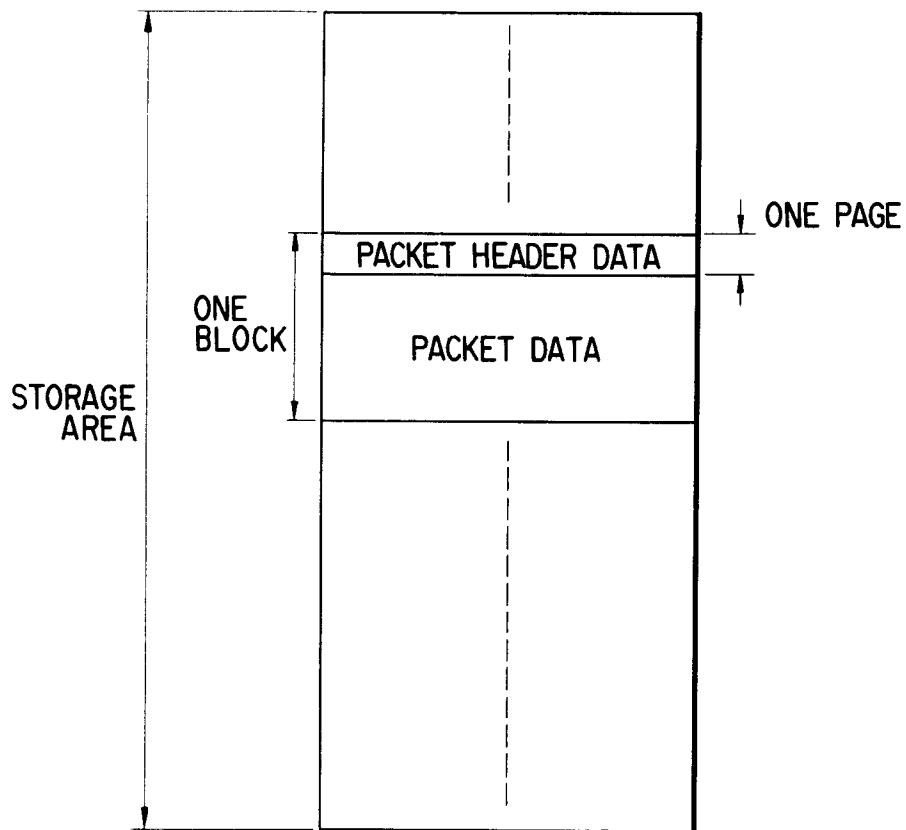 ONE PAGE
PACKET HEADER DATA
ONE
BLOCK
PACKET DATA
STORAGE
AREA